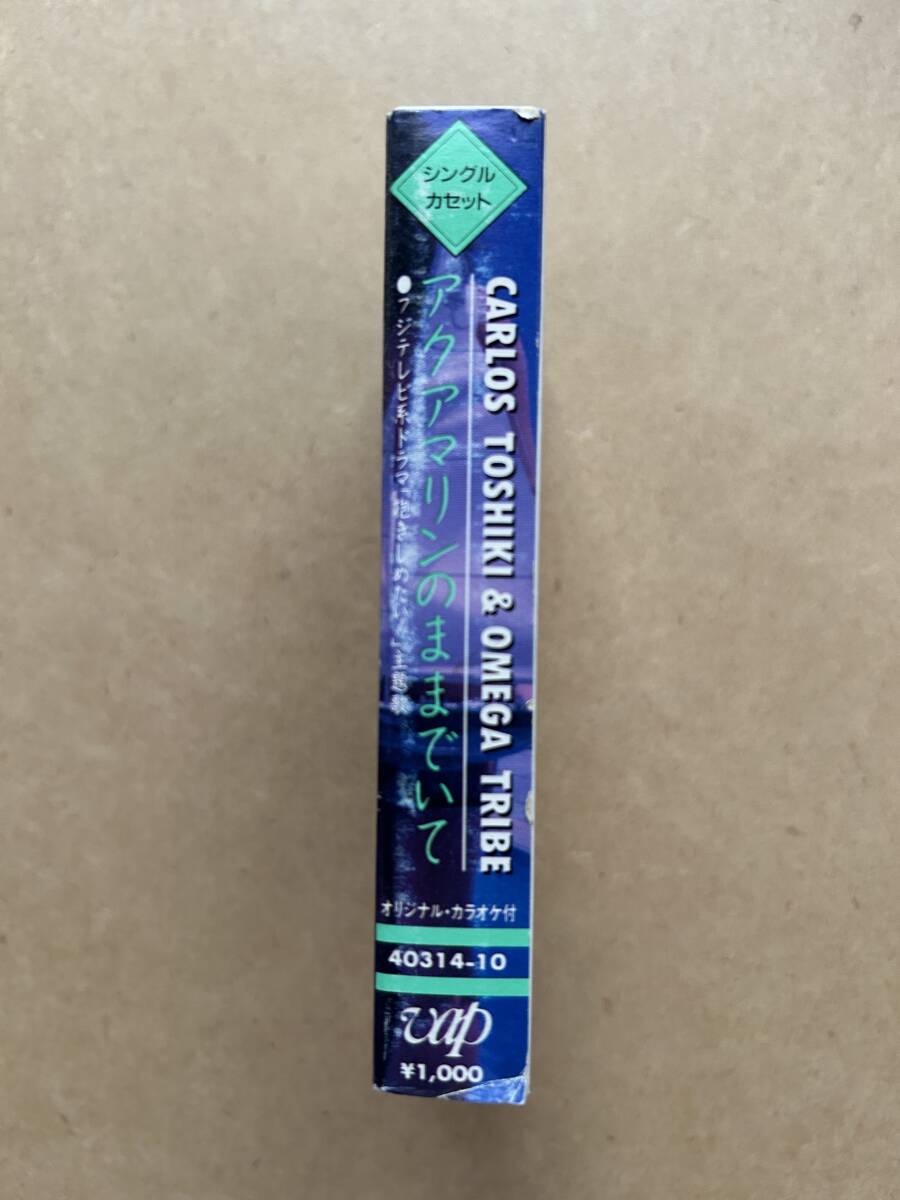 シングル
カセット
CARLOS TOSHIKI & OMEGA TRIBE
アクアマリンのままでいて
●フジテレビ系ドラマ「抱きしめたい!」主題歌
オリジナル・カラオケ付
40314-10
vap
¥1,000